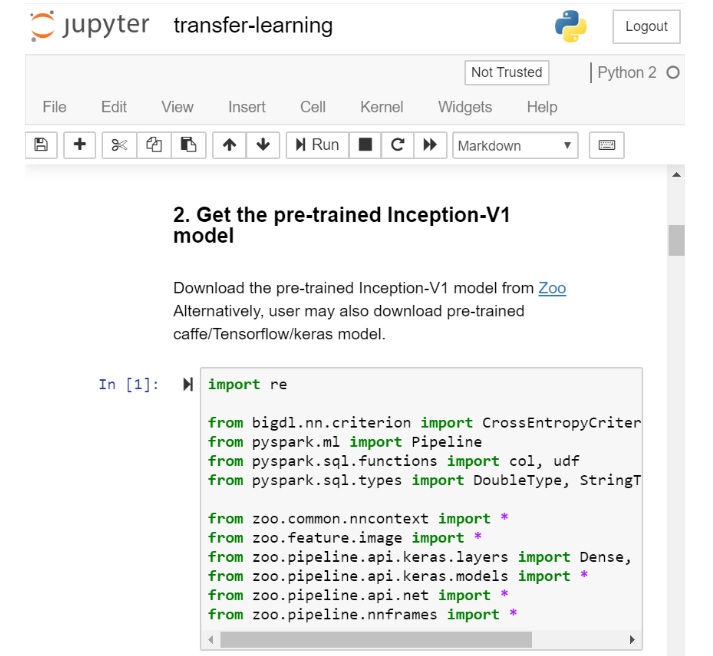 jupyter transfer-learning Logout
Not Trusted Python 2
File Edit View Insert Cell Kernel Widgets Help
Run Markdown
2. Get the pre-trained Inception-V1
model
Download the pre-trained Inception-V1 model from Zoo
Alternatively, user may also download pre-trained
caffe/Tensorflow/keras model.
In [1]: import re
from bigdl.nn.criterion import CrossEntropyCriter
from pyspark.ml import Pipeline
from pyspark.sql.functions import col, udf
from pyspark.sql.types import DoubleType, StringT
from zoo.common.nncontext import *
from zoo.feature.image import *
from zoo.pipeline.api.keras.layers import Dense,
from zoo.pipeline.api.keras.models import *
from zoo.pipeline.api.net import *
from zoo.pipeline.nnframes import *